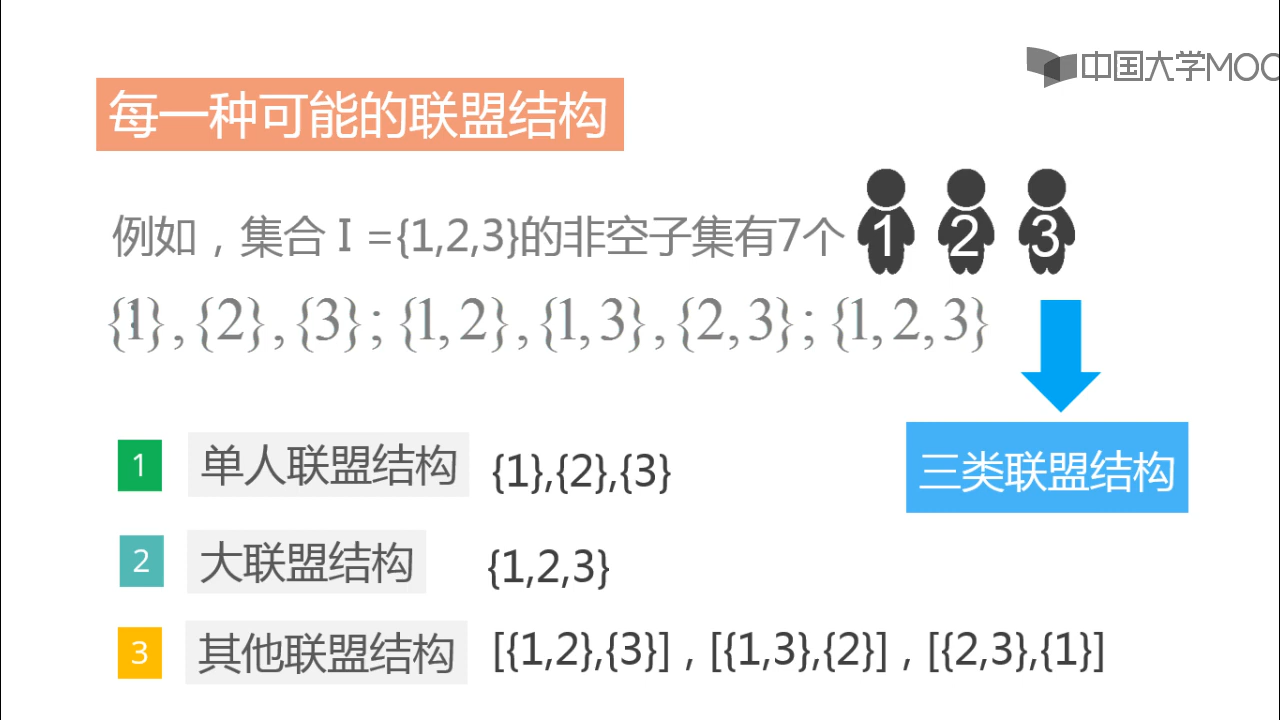 中国大学MOOC
每一种可能的联盟结构
例如，集合 I ={1,2,3}的非空子集有7个
1 2 3
{1},{2},{3};{1,2},{1,3},{2,3};{1,2,3}
三类联盟结构
1 单人联盟结构 {1},{2},{3}
2 大联盟结构 {1,2,3}
3 其他联盟结构 [{1,2},{3}] , [{1,3},{2}] , [{2,3},{1}]